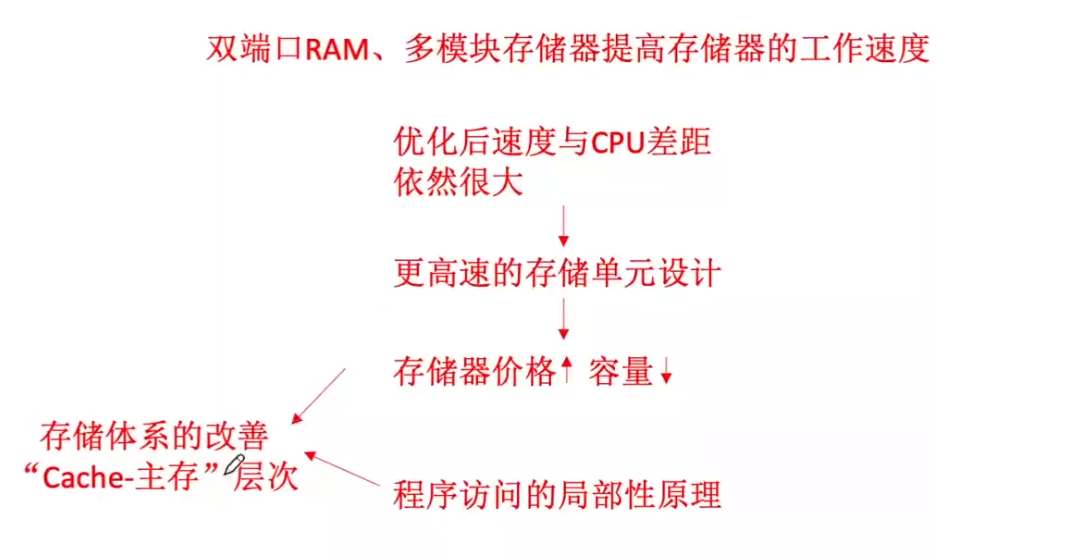 双端口RAM、多模块存储器提高存储器的工作速度
优化后速度与CPU差距
依然很大
更高速的存储单元设计
存储器价格↑ 容量↓
存储体系的改善
“Cache-主存”层次
程序访问的局部性原理